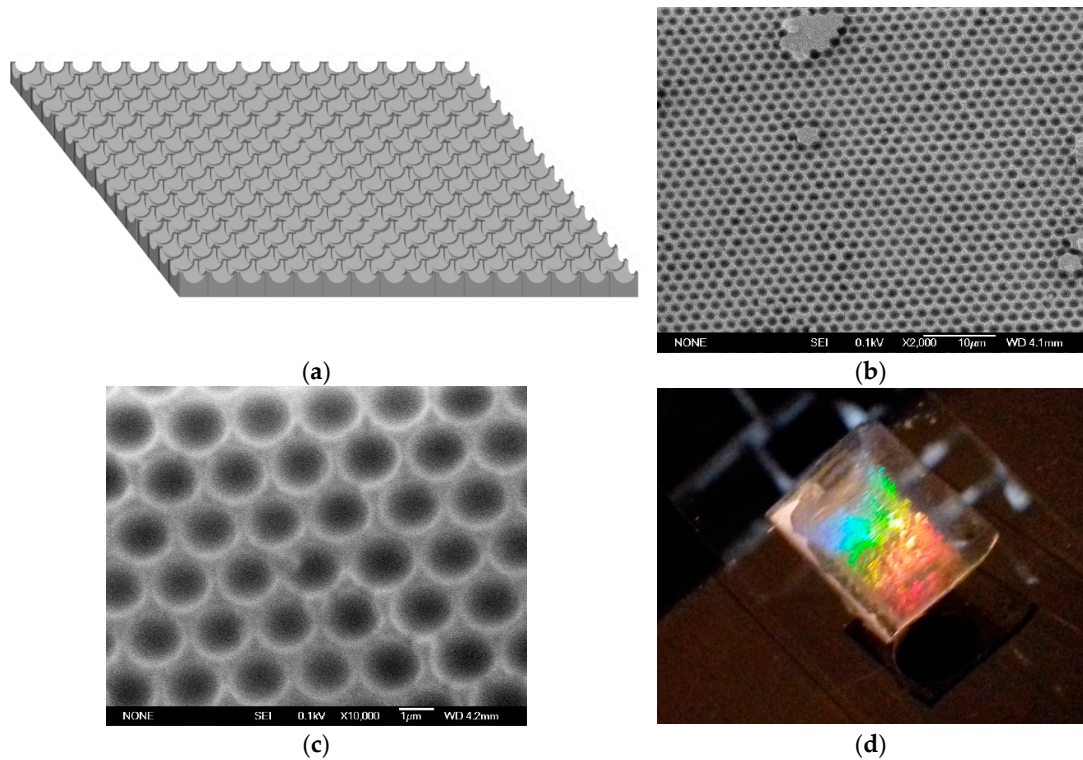 (a)
NONE SEI 0.1kV X2,000 10µm WD 4.1mm
(b)
NONE SEI 0.1kV X10,000 1µm WD 4.2mm
(c)
(d)